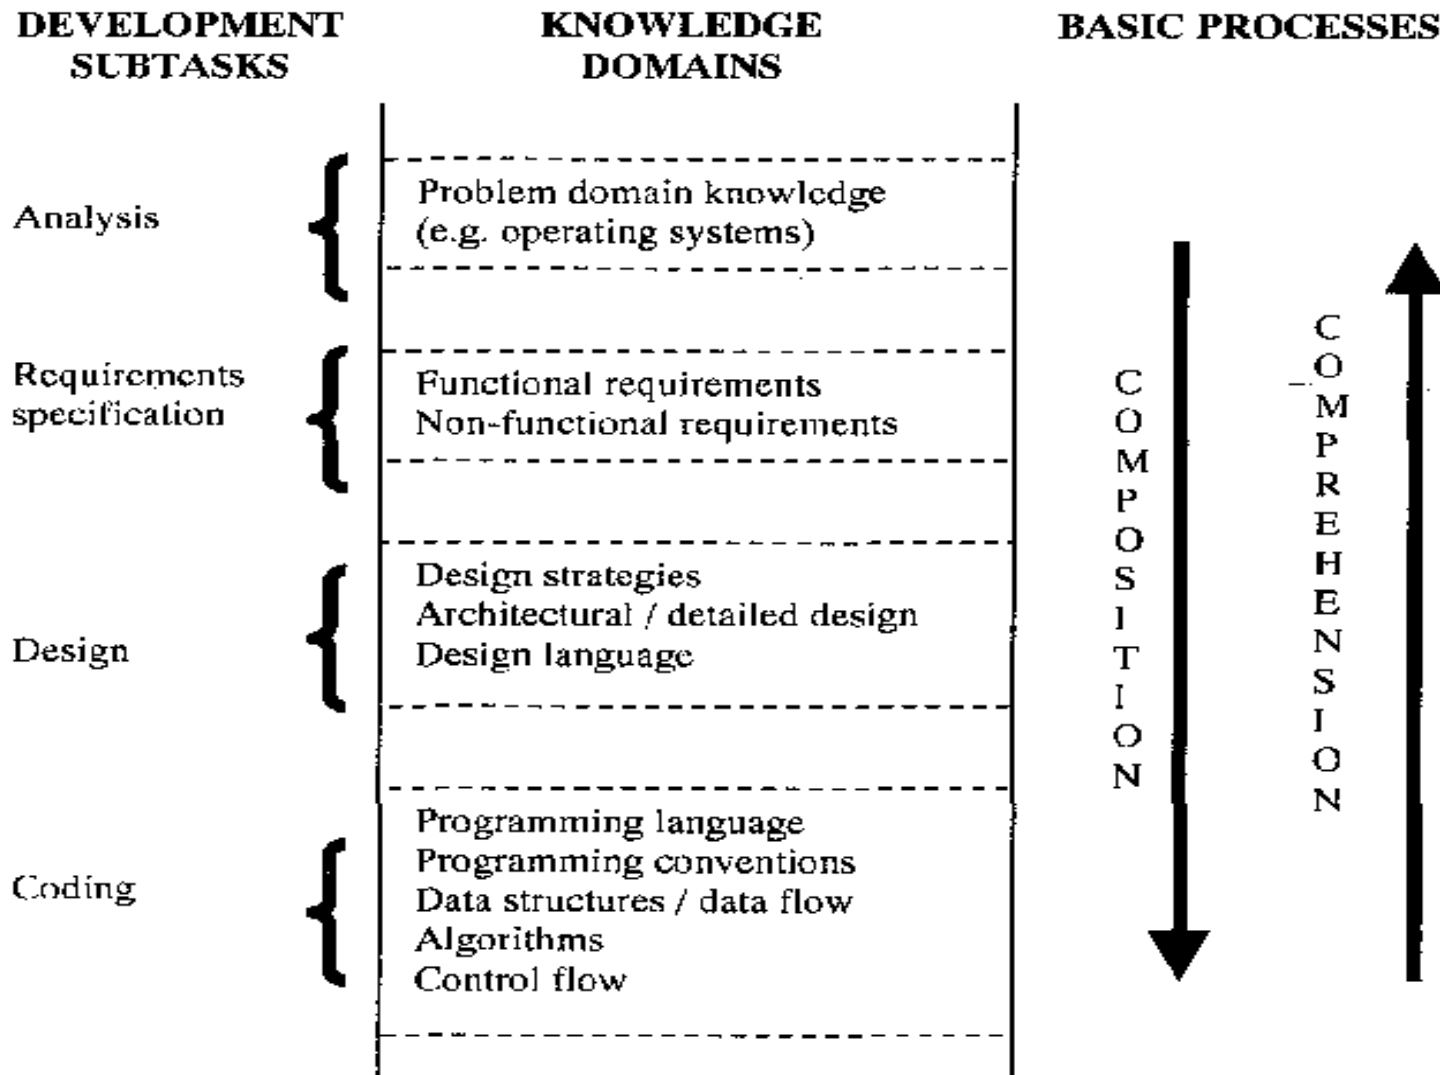 DEVELOPMENT
SUBTASKS
KNOWLEDGE
DOMAINS
BASIC PROCESSES
Analysis
Problem domain knowledge
(e.g. operating systems)
Requirements
specification
Functional requirements
Non-functional requirements
Design
Design strategies
Architectural / detailed design
Design language
Coding
Programming language
Programming conventions
Data structures / data flow
Algorithms
Control flow
COMPOSITION
COMPREHENSION